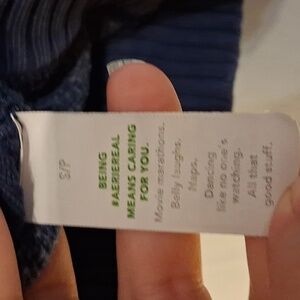 S/P
BEING
#AERIEREAL
MEANS CARING
FOR YOU.
Movie marathons.
Belly laughs.
Naps.
Dancing
like no one's
watching.
All that
good stuff.